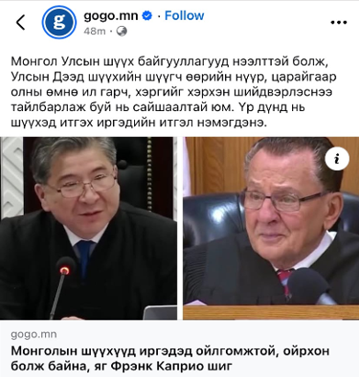 gogo.mn · Follow
48m ·
Монгол Улсын шүүх байгууллагууд нээлттэй болж,
Улсын Дээд шүүхийн шүүгч өөрийн нүүр, царайгаар
олны өмнө ил гарч, хэргийг хэрхэн шийдвэрлэснээ
тайлбарлаж буй нь сайшаалтай юм. Үр дүнд нь
шүүхэд итгэх иргэдийн итгэл нэмэгдэнэ.
gogo.mn
Монголын шүүхүүд иргэдэд ойлгомжтой, ойрхон
болж байна, яг Фрэнк Каприо шиг